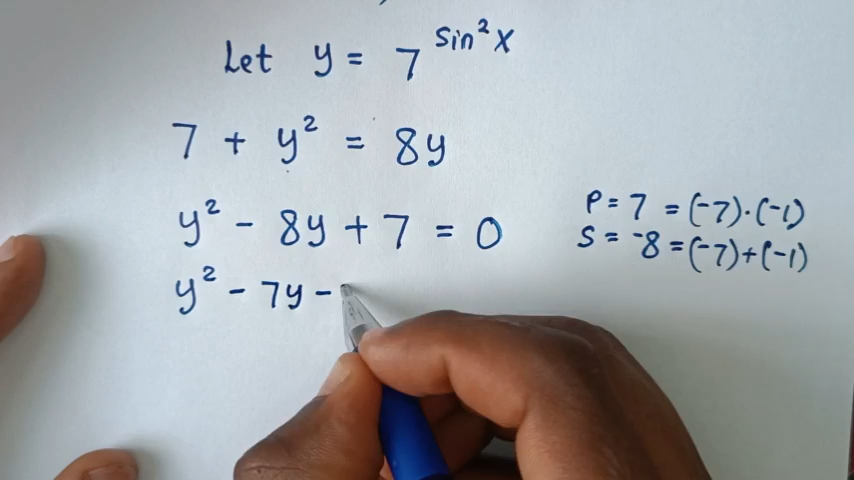 Let y = 7^sin²x
7 + y² = 8y
y² - 8y + 7 = 0
P = 7 = (-7)·(-1)
S = -8 = (-7)+(-1)
y² - 7y -